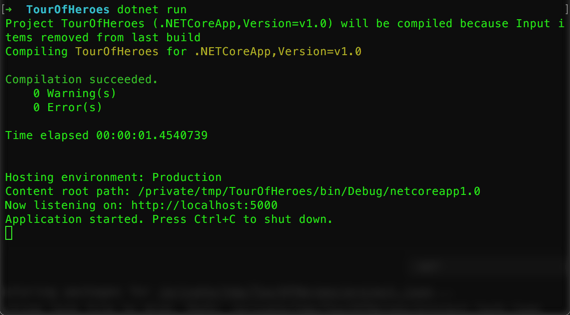 [➜  TourOfHeroes dotnet run ]
Project TourOfHeroes (.NETCoreApp,Version=v1.0) will be compiled because Input i
tems removed from last build
Compiling TourOfHeroes for .NETCoreApp,Version=v1.0
Compilation succeeded.
    0 Warning(s)
    0 Error(s)
Time elapsed 00:00:01.4540739
Hosting environment: Production
Content root path: /private/tmp/TourOfHeroes/bin/Debug/netcoreapp1.0
Now listening on: http://localhost:5000
Application started. Press Ctrl+C to shut down.